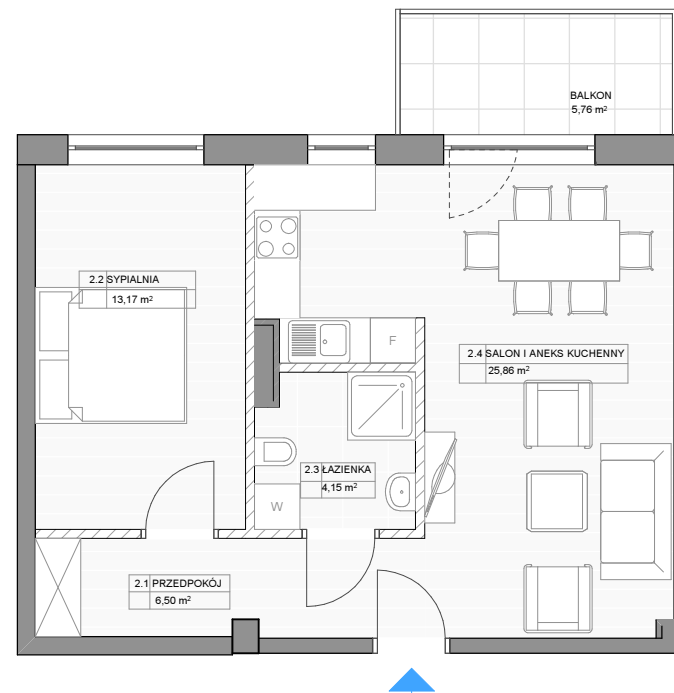 BALKON
5,76 m²
2.2 SYPIALNIA
13,17 m²
F
2.4 SALON I ANEKS KUCHENNY
25,86 m²
2.3 ŁAZIENKA
4,15 m²
W
2.1 PRZEDPOKÓJ
6,50 m²